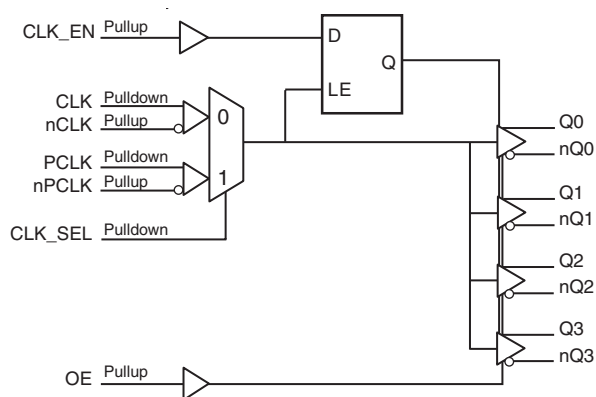 CLK_EN Pullup
D
Q
LE
CLK Pulldown
nCLK Pullup
0
PCLK Pulldown
nPCLK Pullup
1
CLK_SEL Pulldown
Q0
nQ0
Q1
nQ1
Q2
nQ2
Q3
nQ3
OE Pullup